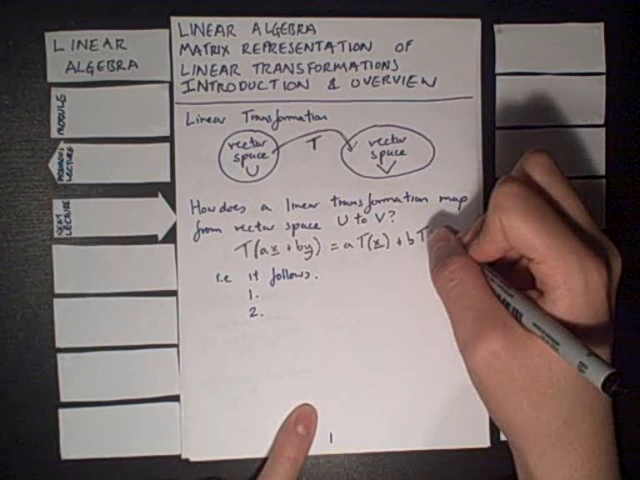 LINEAR
ALGEBRA
MODULE
PREVIOUS
LECTURE
NEXT
LECTURE
LINEAR ALGEBRA
MATRIX REPRESENTATION OF
LINEAR TRANSFORMATIONS
INTRODUCTION & OVERVIEW
Linear Transformation
vector
space
U
T
vector
space
V
How does a linear transformation map
from vector space U to V?
T(ax + by) = aT(x) + bT
i.e it follows.
1.
2.
1